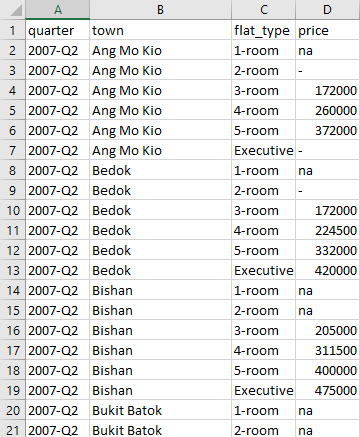 A B C D
1 quarter town flat_type price
2 2007-Q2 Ang Mo Kio 1-room na
3 2007-Q2 Ang Mo Kio 2-room -
4 2007-Q2 Ang Mo Kio 3-room 172000
5 2007-Q2 Ang Mo Kio 4-room 260000
6 2007-Q2 Ang Mo Kio 5-room 372000
7 2007-Q2 Ang Mo Kio Executive -
8 2007-Q2 Bedok 1-room na
9 2007-Q2 Bedok 2-room -
10 2007-Q2 Bedok 3-room 172000
11 2007-Q2 Bedok 4-room 224500
12 2007-Q2 Bedok 5-room 332000
13 2007-Q2 Bedok Executive 420000
14 2007-Q2 Bishan 1-room na
15 2007-Q2 Bishan 2-room na
16 2007-Q2 Bishan 3-room 205000
17 2007-Q2 Bishan 4-room 311500
18 2007-Q2 Bishan 5-room 400000
19 2007-Q2 Bishan Executive 475000
20 2007-Q2 Bukit Batok 1-room na
21 2007-Q2 Bukit Batok 2-room na